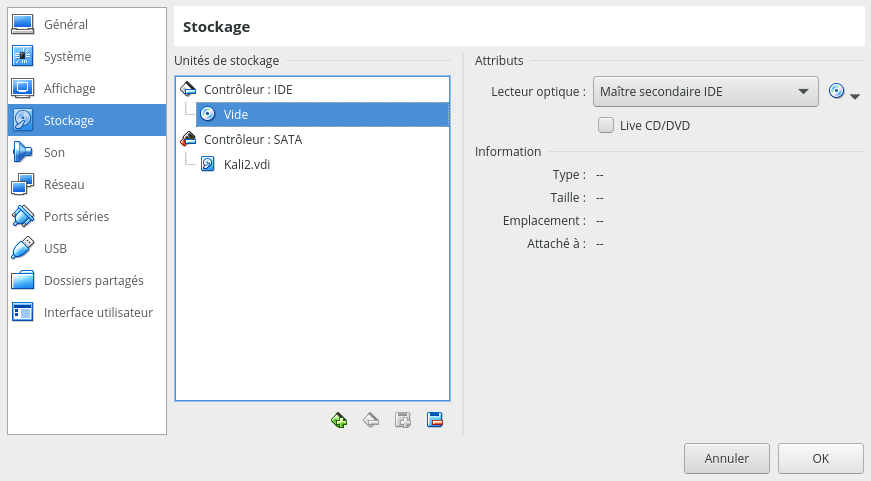 Général
Système
Affichage
Stockage
Son
Réseau
Ports séries
USB
Dossiers partagés
Interface utilisateur
Stockage
Unités de stockage
Contrôleur : IDE
Vide
Contrôleur : SATA
Kali2.vdi
Attributs
Lecteur optique : Maître secondaire IDE
Live CD/DVD
Information
Type : --
Taille : --
Emplacement : --
Attaché à : --
Annuler OK